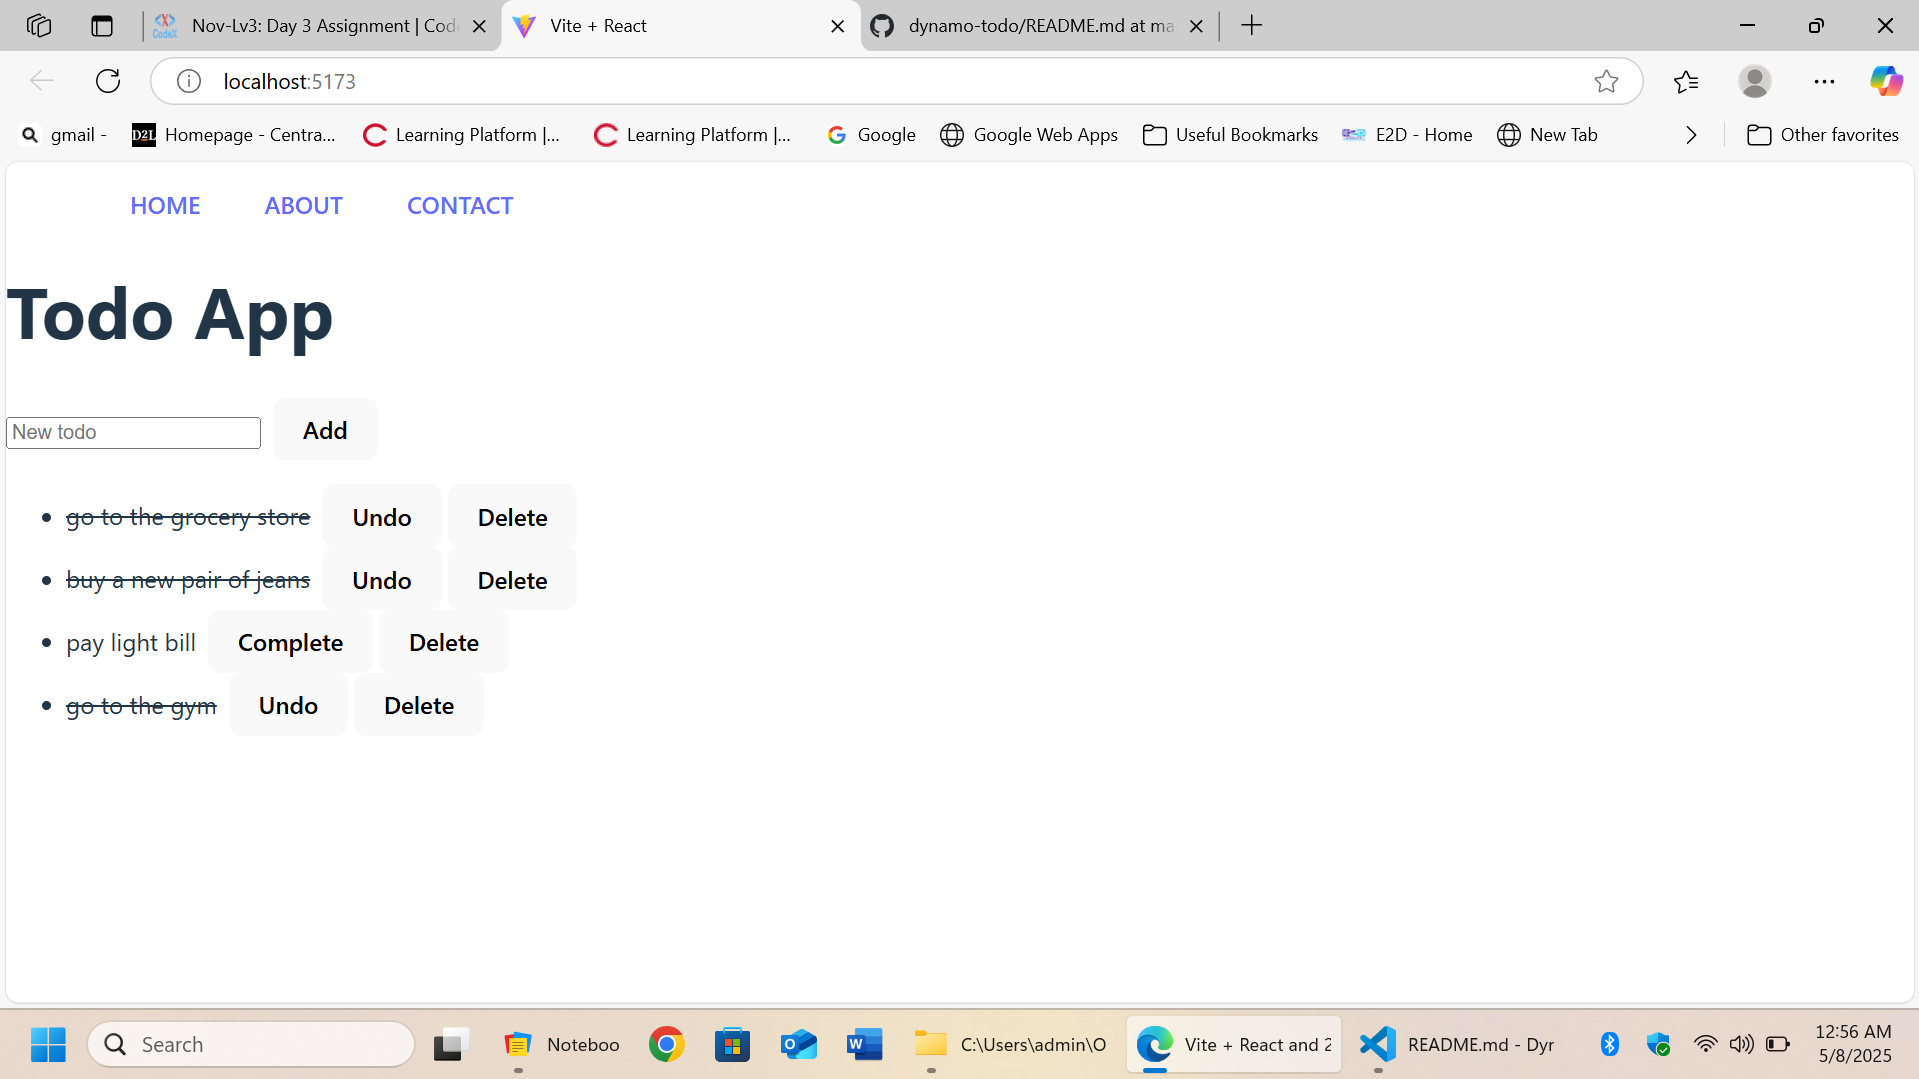 Nov-Lv3: Day 3 Assignment | Code
Vite + React
dynamo-todo/README.md at mai
localhost:5173
gmail -
D2L Homepage - Centra...
Learning Platform |...
Learning Platform |...
Google
Google Web Apps
Useful Bookmarks
E2D - Home
New Tab
Other favorites
HOME ABOUT CONTACT
Todo App
New todo Add
go to the grocery store Undo Delete
buy a new pair of jeans Undo Delete
pay light bill Complete Delete
go to the gym Undo Delete
Search
Noteboo
C:\Users\admin\O
Vite + React and 2
README.md - Dyr
12:56 AM
5/8/2025